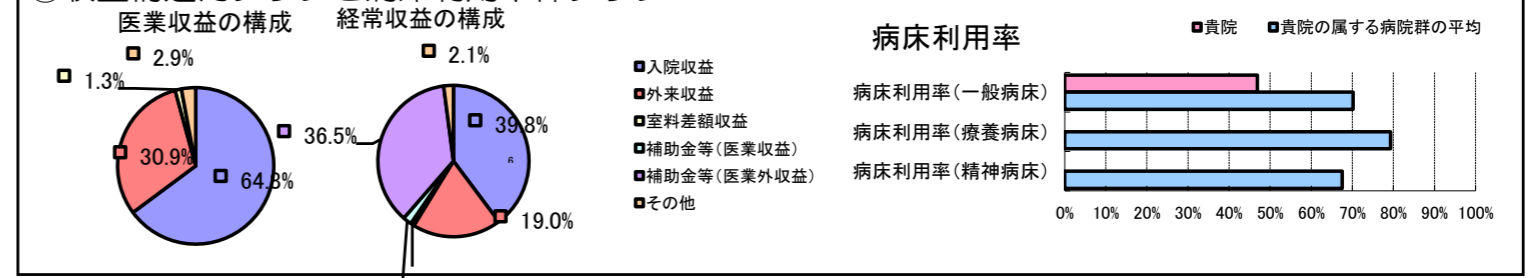 医業収益の構成
2.9%
1.3%
30.9%
64.8%
経常収益の構成
2.1%
36.5%
39.8%
19.0%
入院収益
外来収益
室料差額収益
補助金等(医業収益)
補助金等(医業外収益)
その他
病床利用率
貴院 貴院の属する病院群の平均
病床利用率(一般病床)
病床利用率(療養病床)
病床利用率(精神病床)
0% 10% 20% 30% 40% 50% 60% 70% 80% 90% 100%